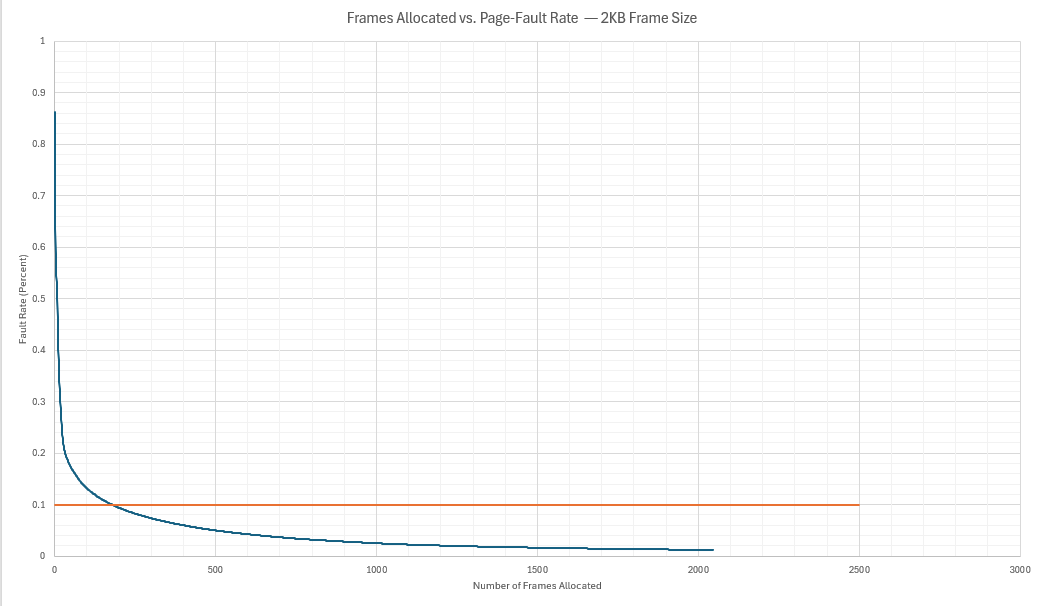 Frames Allocated vs. Page-Fault Rate — 2KB Frame Size
1
0.9
0.8
0.7
0.6
0.5
0.4
0.3
0.2
0.1
0
Fault Rate (Percent)
0 500 1000 1500 2000 2500 3000
Number of Frames Allocated